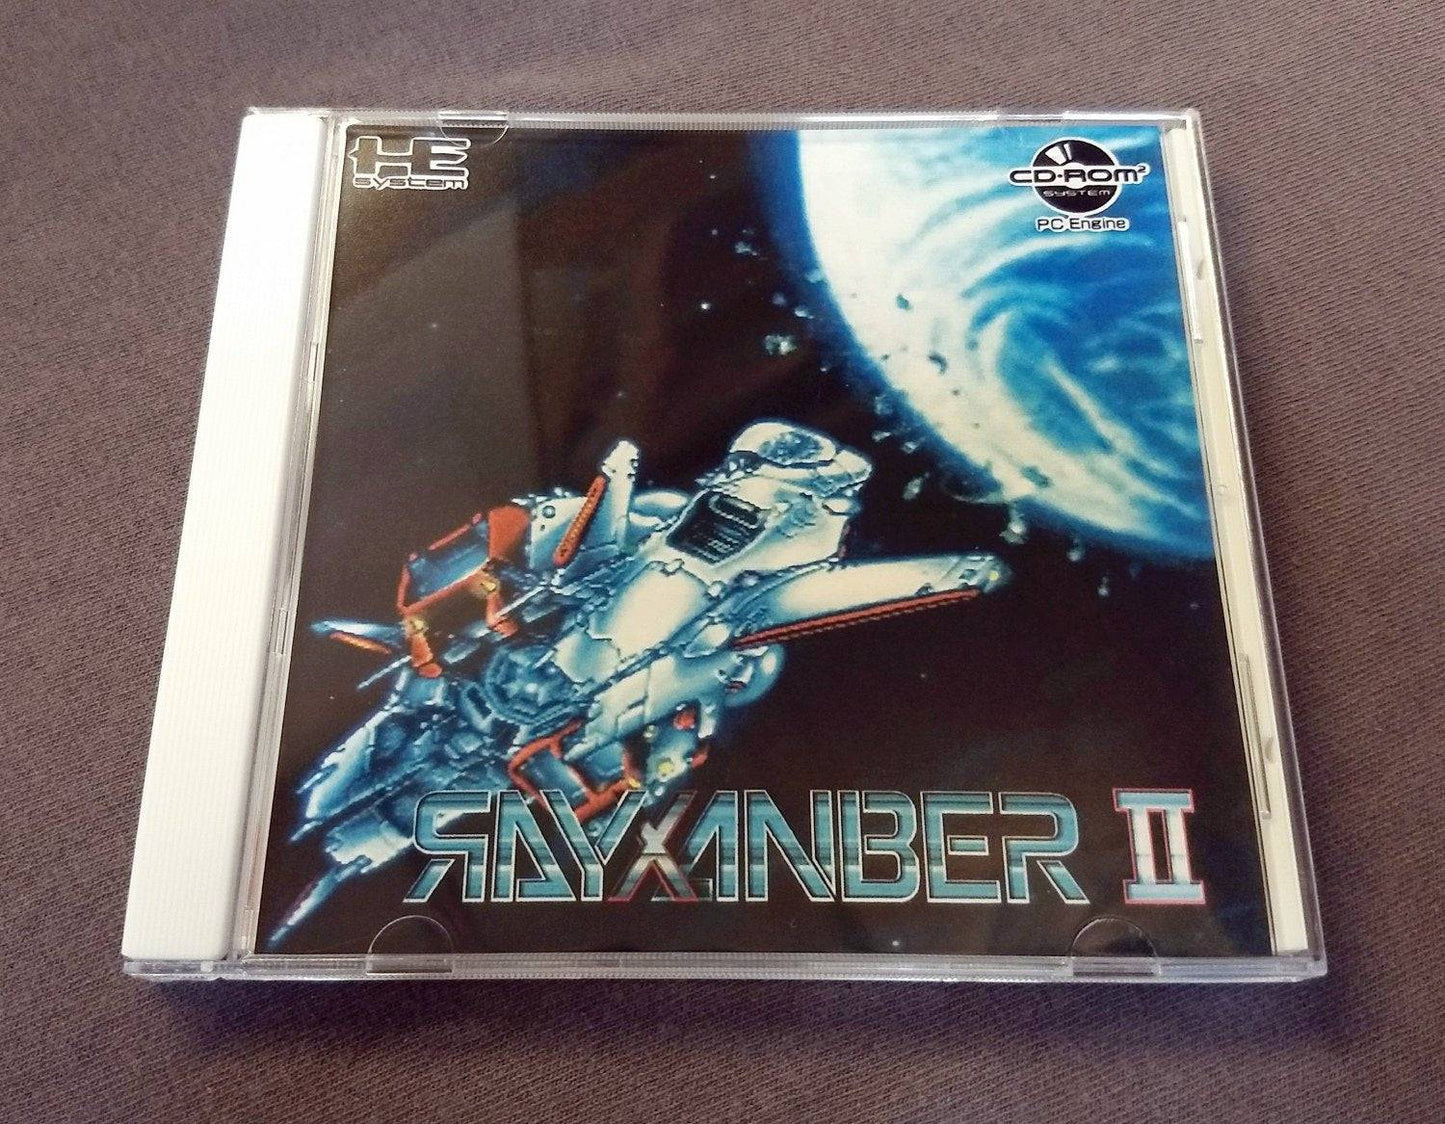 HE
system
CD-ROM²
SYSTEM
PC Engine
RAYXANBER II